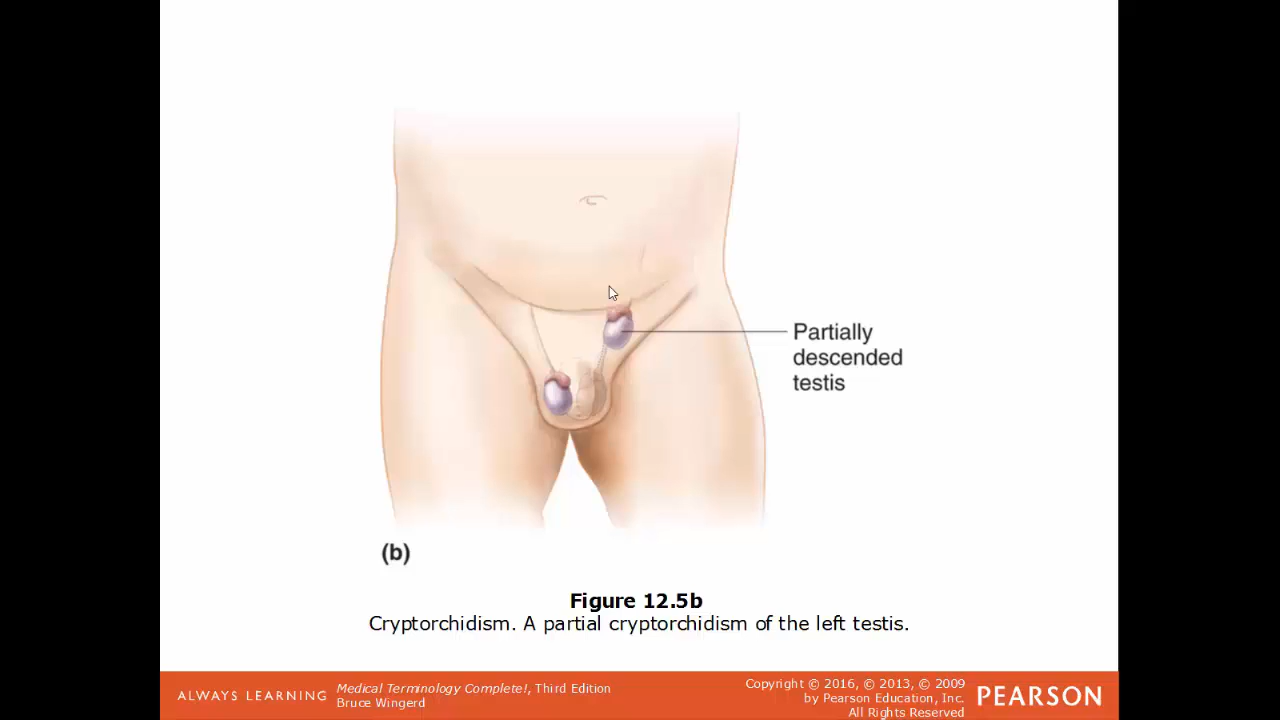 Partially
descended
testis
(b)
Figure 12.5b
Cryptorchidism. A partial cryptorchidism of the left testis.
ALWAYS LEARNING
Medical Terminology Complete!, Third Edition
Bruce Wingerd
Copyright © 2016, © 2013, © 2009
by Pearson Education, Inc.
All Rights Reserved
PEARSON